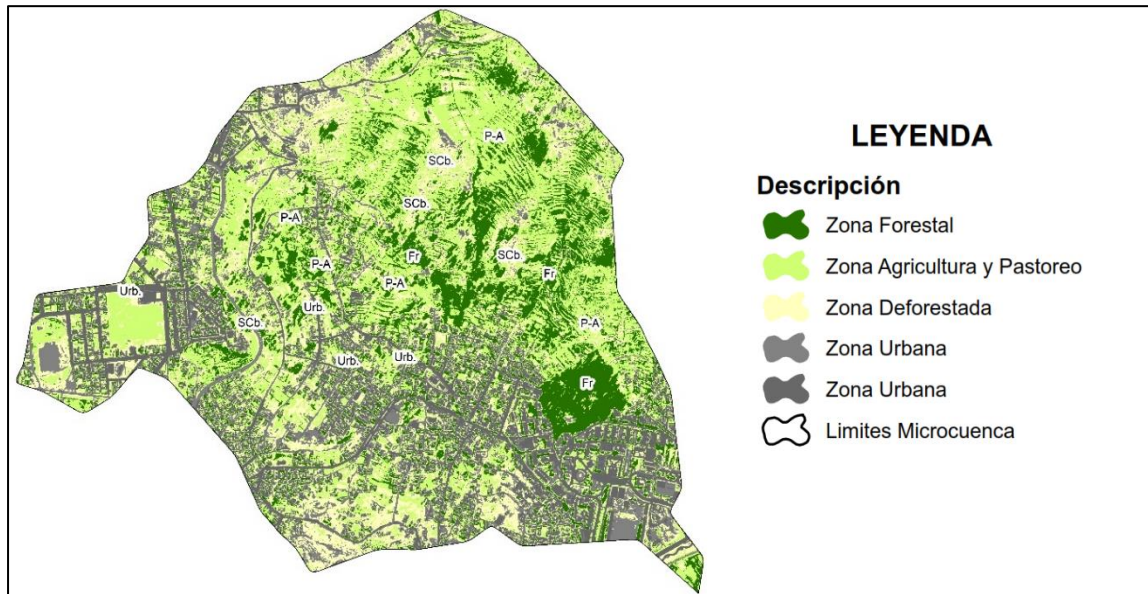 P-A
SCb.
SCb.
P-A
Fr
SCb.
P-A
Fr
P-A
Urb.
Urb.
SCb.
P-A
Urb.
Urb.
Fr
LEYENDA
Descripción
Zona Forestal
Zona Agricultura y Pastoreo
Zona Deforestada
Zona Urbana
Zona Urbana
Limites Microcuenca